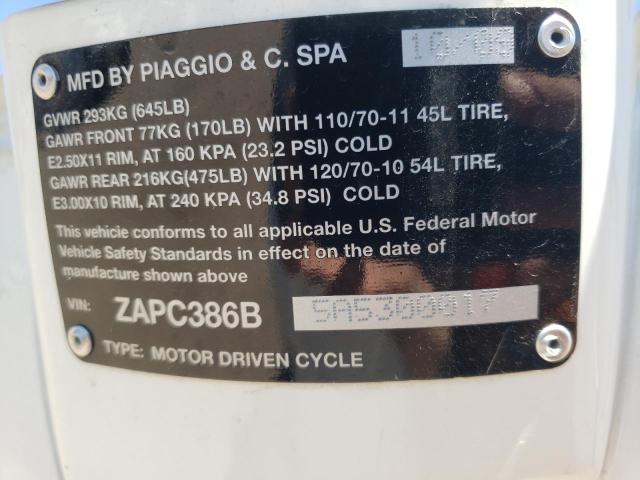 MFD BY PIAGGIO & C. SPA 10/08
GVWR 293KG (645LB)
GAWR FRONT 77KG (170LB) WITH 110/70-11 45L TIRE,
E2.50X11 RIM, AT 160 KPA (23.2 PSI) COLD
GAWR REAR 216KG(475LB) WITH 120/70-10 54L TIRE,
E3.00X10 RIM, AT 240 KPA (34.8 PSI) COLD
This vehicle conforms to all applicable U.S. Federal Motor
Vehicle Safety Standards in effect on the date of
manufacture shown above
VIN: ZAPC386B 9A5300017
TYPE: MOTOR DRIVEN CYCLE